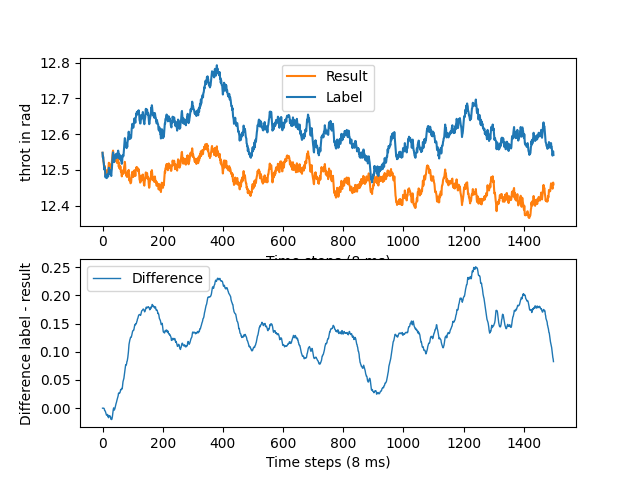 12.8
12.7
12.6
12.5
12.4
throt in rad
Result
Label
0 200 400 600 800 1000 1200 1400
Time steps (8 ms)
0.25
0.20
0.15
0.10
0.05
0.00
Difference label - result
Difference
0 200 400 600 800 1000 1200 1400
Time steps (8 ms)